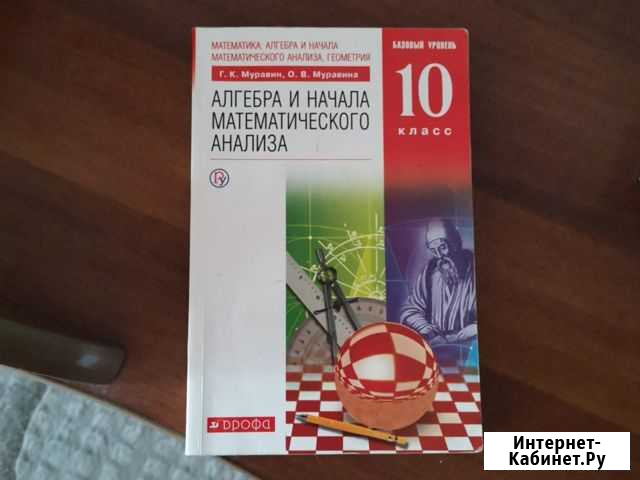 МАТЕМАТИКА: АЛГЕБРА И НАЧАЛА
МАТЕМАТИЧЕСКОГО АНАЛИЗА, ГЕОМЕТРИЯ
БАЗОВЫЙ УРОВЕНЬ
Г. К. Муравин, О. В. Муравина
10
класс
АЛГЕБРА И НАЧАЛА
МАТЕМАТИЧЕСКОГО
АНАЛИЗА
дрофа
Интернет-
Кабинет.Ру